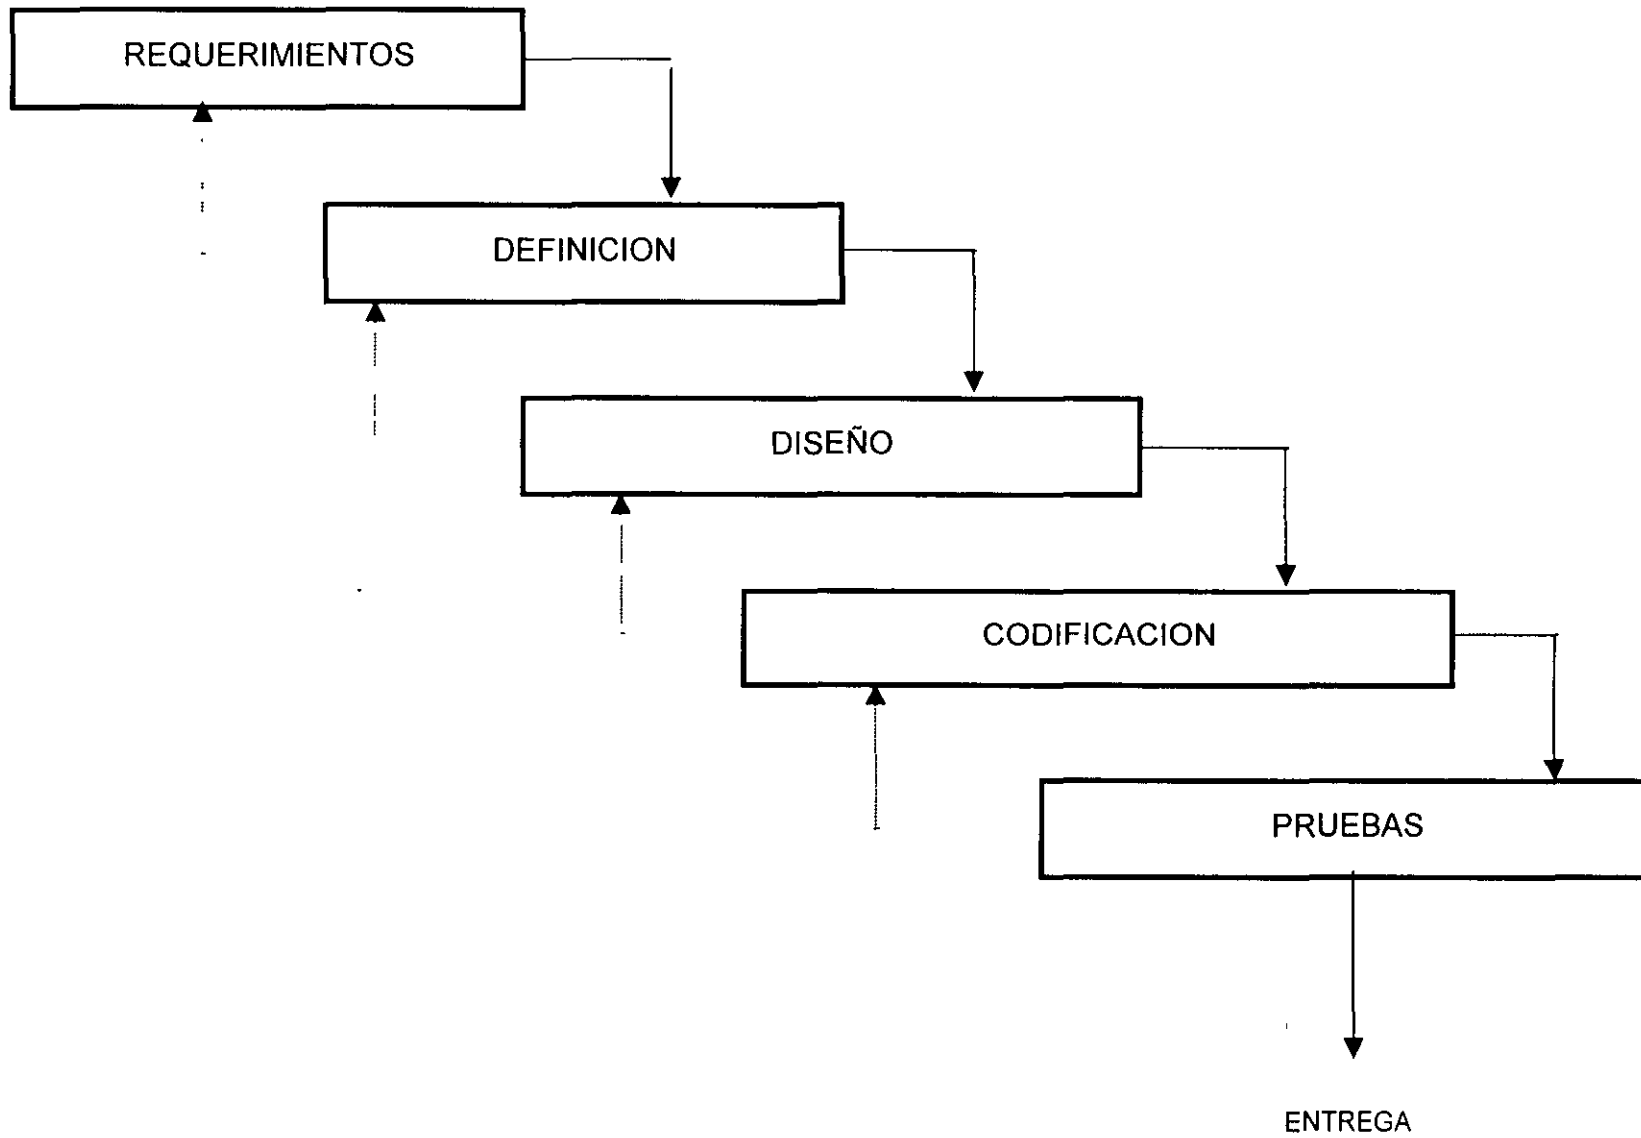 REQUERIMIENTOS
DEFINICION
DISEÑO
CODIFICACION
PRUEBAS
ENTREGA